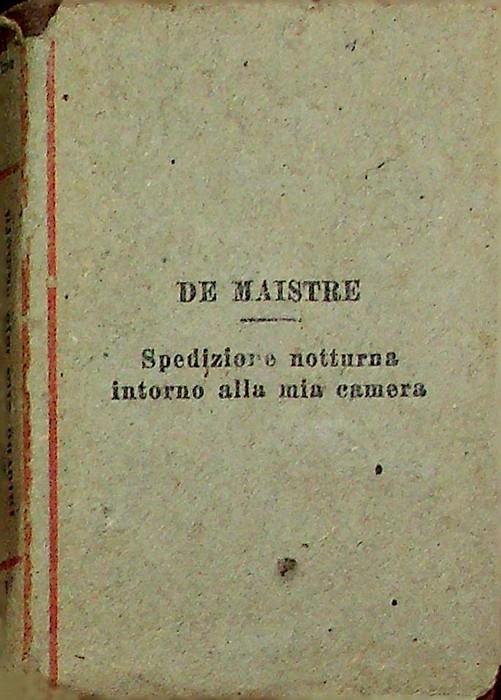 DE MAISTRE
Spedizione notturna
intorno alla mia camera